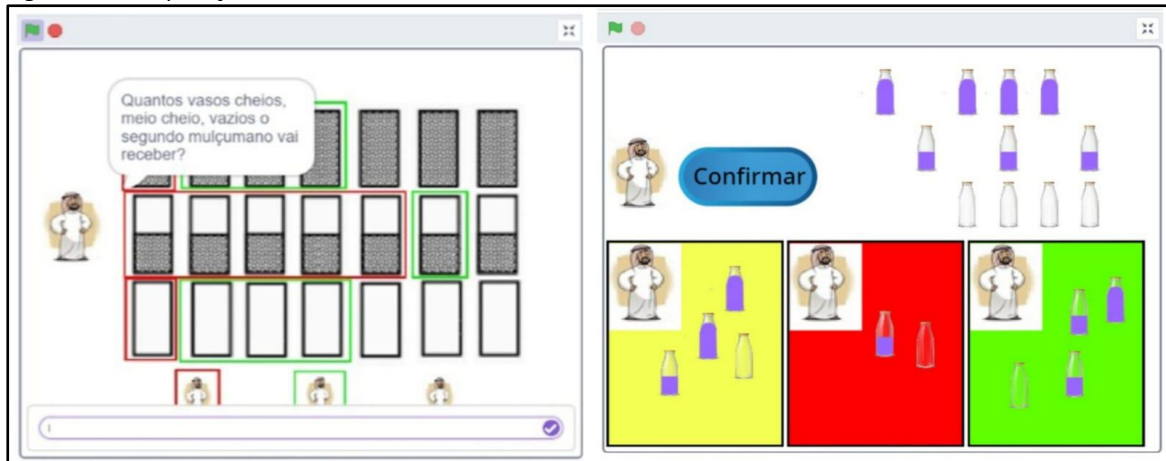 Quantos vasos cheios,
meio cheio, vazios o
segundo mulçumano vai
receber?
Confirmar